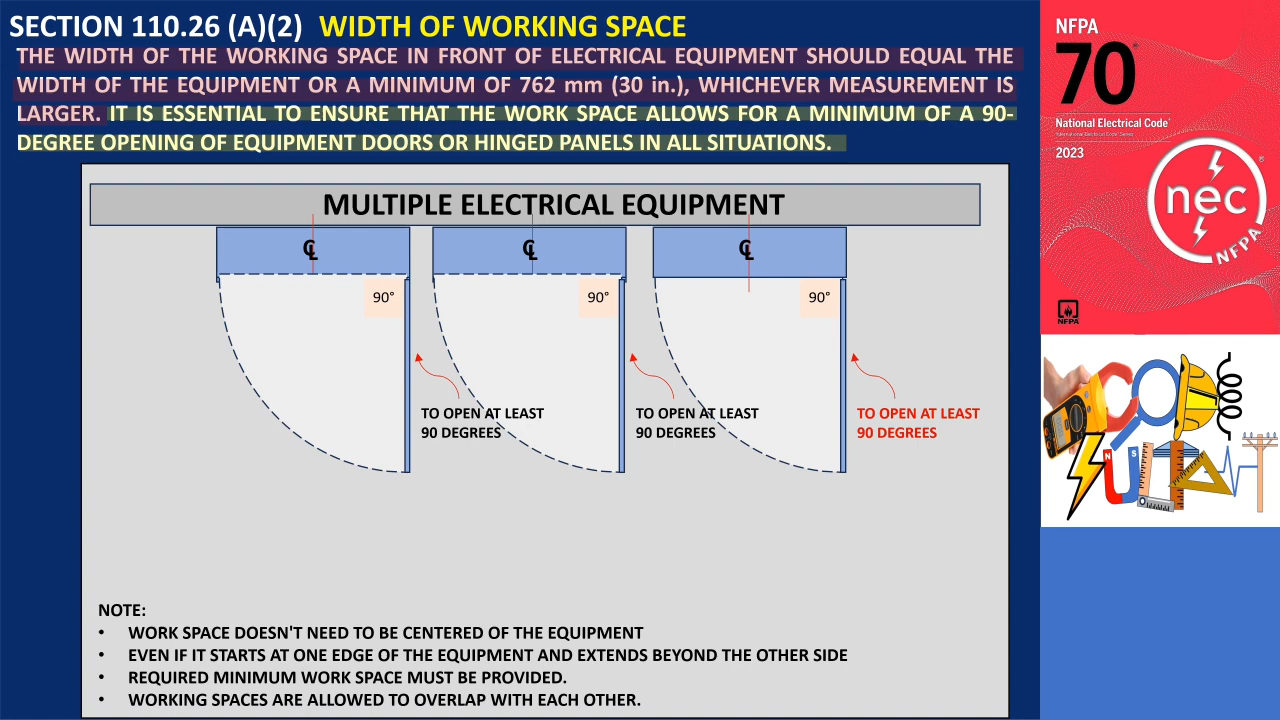 SECTION 110.26 (A)(2) WIDTH OF WORKING SPACE
THE WIDTH OF THE WORKING SPACE IN FRONT OF ELECTRICAL EQUIPMENT SHOULD EQUAL THE
WIDTH OF THE EQUIPMENT OR A MINIMUM OF 762 mm (30 in.), WHICHEVER MEASUREMENT IS
LARGER. IT IS ESSENTIAL TO ENSURE THAT THE WORK SPACE ALLOWS FOR A MINIMUM OF A 90-
DEGREE OPENING OF EQUIPMENT DOORS OR HINGED PANELS IN ALL SITUATIONS.
MULTIPLE ELECTRICAL EQUIPMENT
℄ ℄ ℄
90° 90° 90°
TO OPEN AT LEAST
90 DEGREES
TO OPEN AT LEAST
90 DEGREES
TO OPEN AT LEAST
90 DEGREES
NOTE:
• WORK SPACE DOESN'T NEED TO BE CENTERED OF THE EQUIPMENT
• EVEN IF IT STARTS AT ONE EDGE OF THE EQUIPMENT AND EXTENDS BEYOND THE OTHER SIDE
• REQUIRED MINIMUM WORK SPACE MUST BE PROVIDED.
• WORKING SPACES ARE ALLOWED TO OVERLAP WITH EACH OTHER.
NFPA
70®
National Electrical Code®
International Electrical Code® Series
2023
nec®
NFPA
NFPA
N S